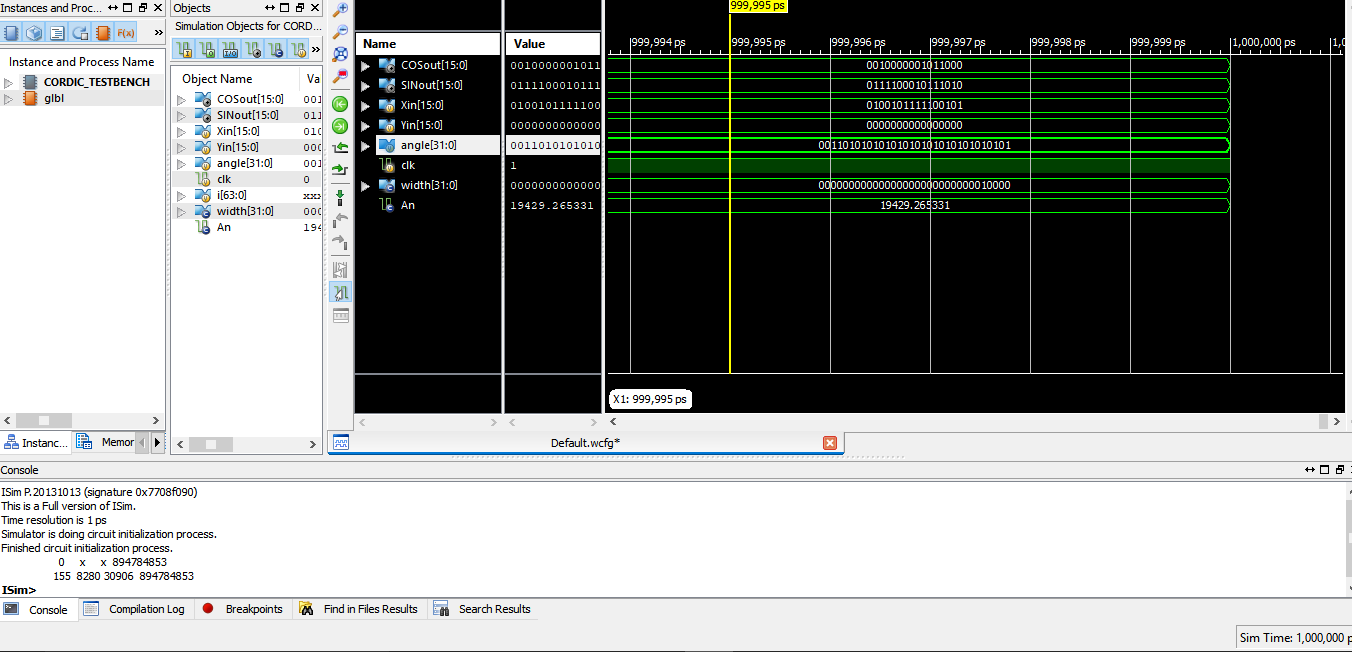 Instances and Proc...
Objects
999,995 ps
Simulation Objects for CORD...
F(x)
»
»
Name
Value
999,994 ps
999,995 ps
999,996 ps
999,997 ps
999,998 ps
999,999 ps
1,000,000 ps
Instance and Process Name
CORDIC_TESTBENCH
glbl
Object Name
Va
COSout[15:0]
001
SINout[15:0]
011
Xin[15:0]
010
Yin[15:0]
000
angle[31:0]
001
clk
0
i[63:0]
xxx
width[31:0]
000
An
194
COSout[15:0]
0010000001011
0010000001011000
SINout[15:0]
0111100010111
0111100010111010
Xin[15:0]
0100101111100
0100101111100101
Yin[15:0]
0000000000000
0000000000000000
angle[31:0]
0011010101010
00110101010101010101010101010101
clk
1
width[31:0]
0000000000000
00000000000000000000000000010000
An
19429.265331
19429.265331
X1: 999,995 ps
Instanc...
Memor
Default.wcfg*
Console
ISim P.20131013 (signature 0x7708f090)
This is a Full version of ISim.
Time resolution is 1 ps
Simulator is doing circuit initialization process.
Finished circuit initialization process.
0 x x 894784853
155 8280 30906 894784853
ISim>
Console
Compilation Log
Breakpoints
Find in Files Results
Search Results
Sim Time: 1,000,000 p